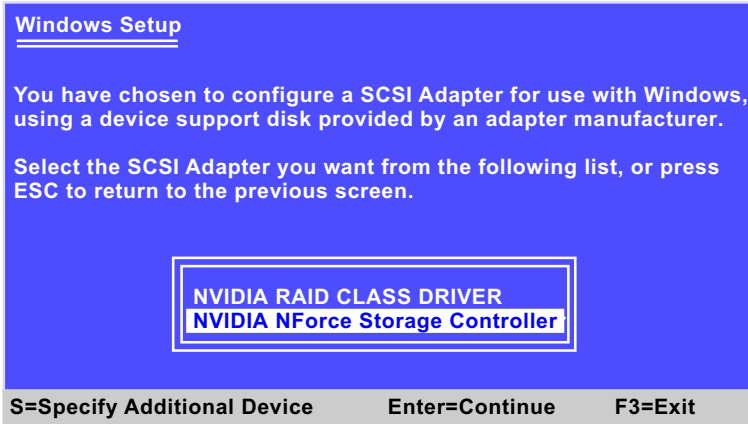 Windows Setup
You have chosen to configure a SCSI Adapter for use with Windows,
using a device support disk provided by an adapter manufacturer.
Select the SCSI Adapter you want from the following list, or press
ESC to return to the previous screen.
NVIDIA RAID CLASS DRIVER
NVIDIA NForce Storage Controller
S=Specify Additional Device Enter=Continue F3=Exit